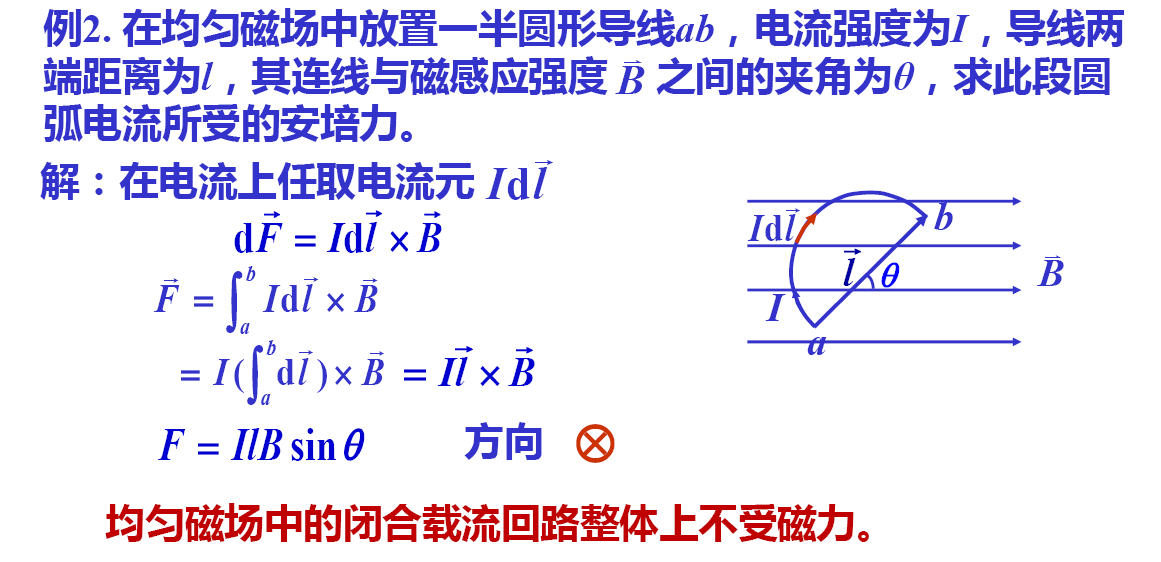 例2. 在均匀磁场中放置一半圆形导线ab，电流强度为I，导线两
端距离为l，其连线与磁感应强度 B⃗ 之间的夹角为θ，求此段圆
弧电流所受的安培力。
解：在电流上任取电流元 Idl⃗
dF⃗ = Idl⃗ × B⃗
F⃗ = ∫ₐᵇ Idl⃗ × B⃗
= I(∫ₐᵇ dl⃗) × B⃗ = Il⃗ × B⃗
F = IlB sin θ 方向 ⊗
均匀磁场中的闭合载流回路整体上不受磁力。
Idl⃗
b
l⃗ θ
B⃗
I
a